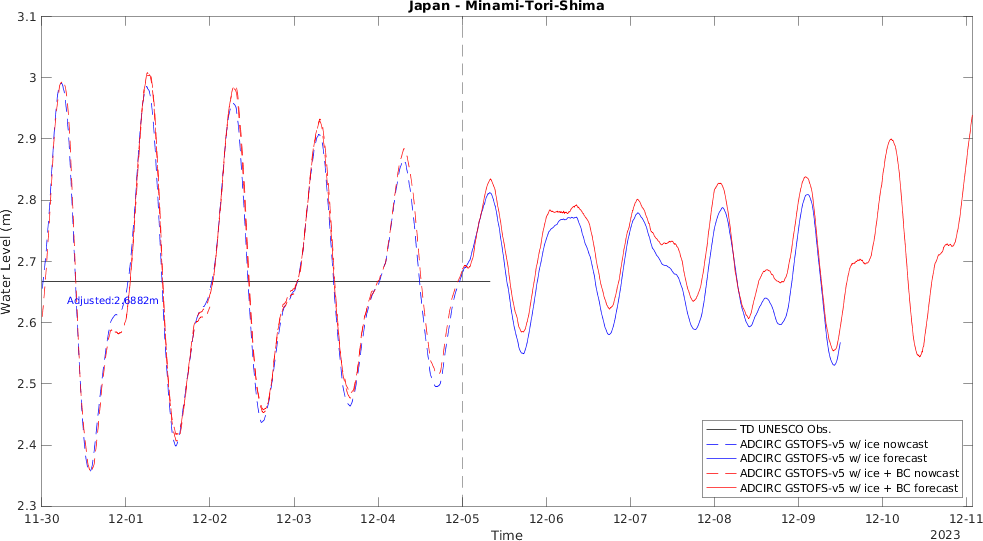 Japan - Minami-Tori-Shima
3.1
3
2.9
2.8
2.7
2.6
2.5
2.4
2.3
Water Level (m)
Adjusted:2.6882m
TD UNESCO Obs.
ADCIRC GSTOFS-v5 w/ ice nowcast
ADCIRC GSTOFS-v5 w/ ice forecast
ADCIRC GSTOFS-v5 w/ ice + BC nowcast
ADCIRC GSTOFS-v5 w/ ice + BC forecast
11-30 12-01 12-02 12-03 12-04 12-05 12-06 12-07 12-08 12-09 12-10 12-11
Time
2023